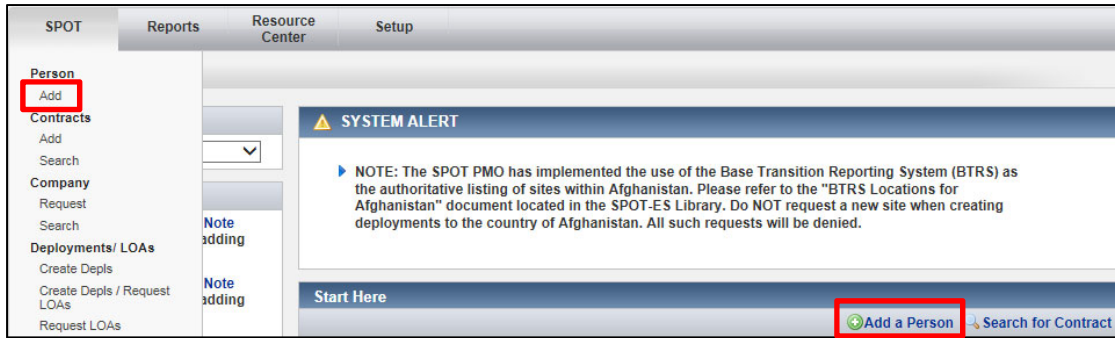 SPOT
Reports
Resource
Center
Setup
Person
Add
Contracts
Add
Search
Company
Request
Search
Deployments/ LOAs
Create Depls
Create Depls / Request
LOAs
Request LOAs
Note
adding
Note
adding
SYSTEM ALERT
NOTE: The SPOT PMO has implemented the use of the Base Transition Reporting System (BTRS) as
the authoritative listing of sites within Afghanistan. Please refer to the "BTRS Locations for
Afghanistan" document located in the SPOT-ES Library. Do NOT request a new site when creating
deployments to the country of Afghanistan. All such requests will be denied.
Start Here
Add a Person
Search for Contract